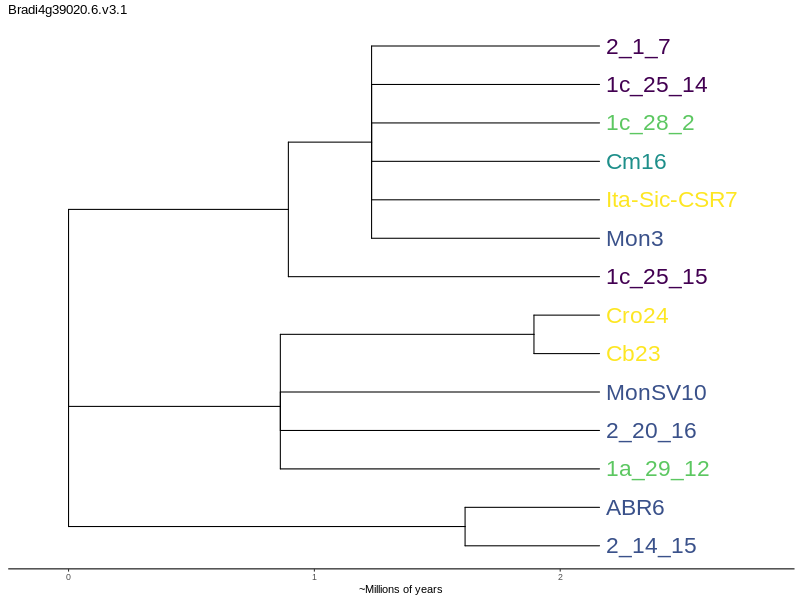 Bradi4g39020.6.v3.1
2_1_7
1c_25_14
1c_28_2
Cm16
Ita-Sic-CSR7
Mon3
1c_25_15
Cro24
Cb23
MonSV10
2_20_16
1a_29_12
ABR6
2_14_15
0 1 2
~Millions of years